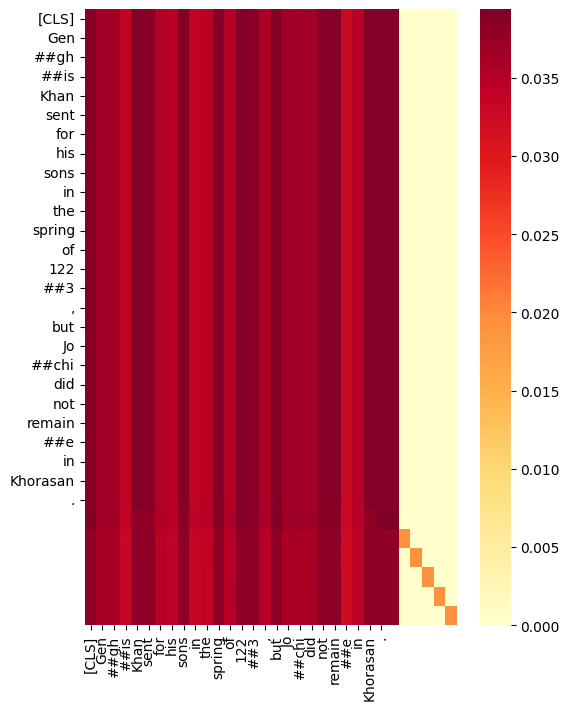 [CLS]
Gen
##gh
##is
Khan
sent
for
his
sons
in
the
spring
of
122
##3
,
but
Jo
##chi
did
not
remain
##e
in
Khorasan
.
[CLS]
Gen
##gh
##is
Khan
sent
for
his
sons
in
the
spring
of
122
##3
,
but
Jo
##chi
did
not
remain
##e
in
Khorasan
.
0.035
0.030
0.025
0.020
0.015
0.010
0.005
0.000